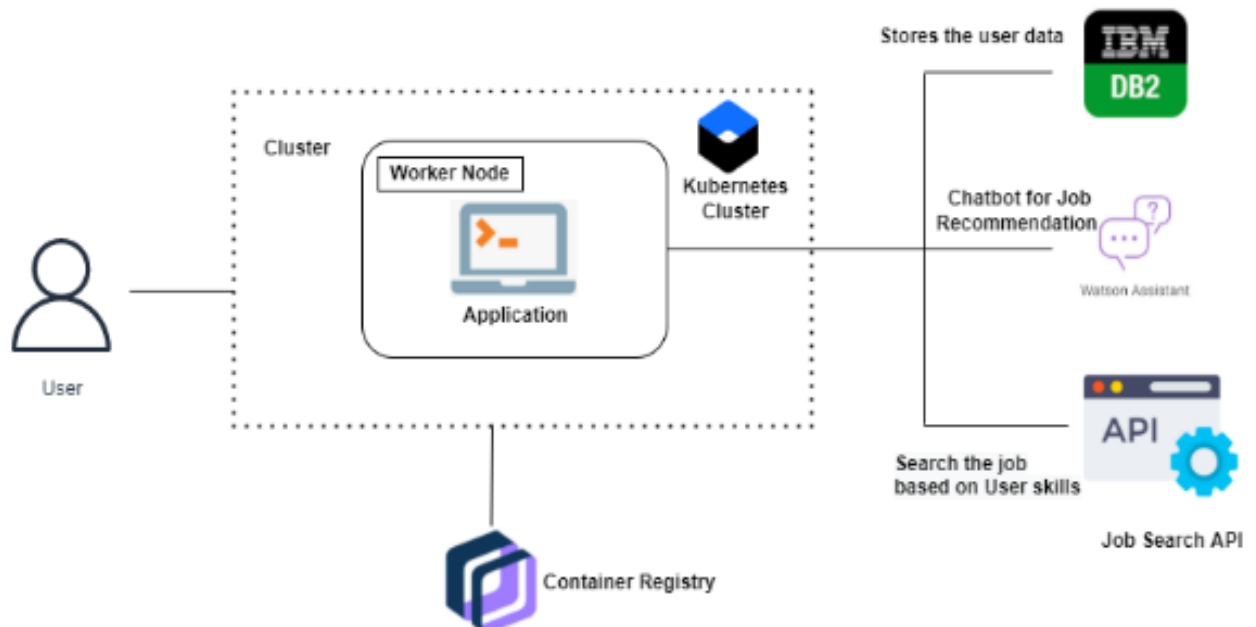 Stores the user data
IBM
DB2
Cluster
Worker Node
Kubernetes
Cluster
Application
Chatbot for Job
Recommendation
?
Watson Assistant
User
API
Search the job
based on User skills
Job Search API
Container Registry